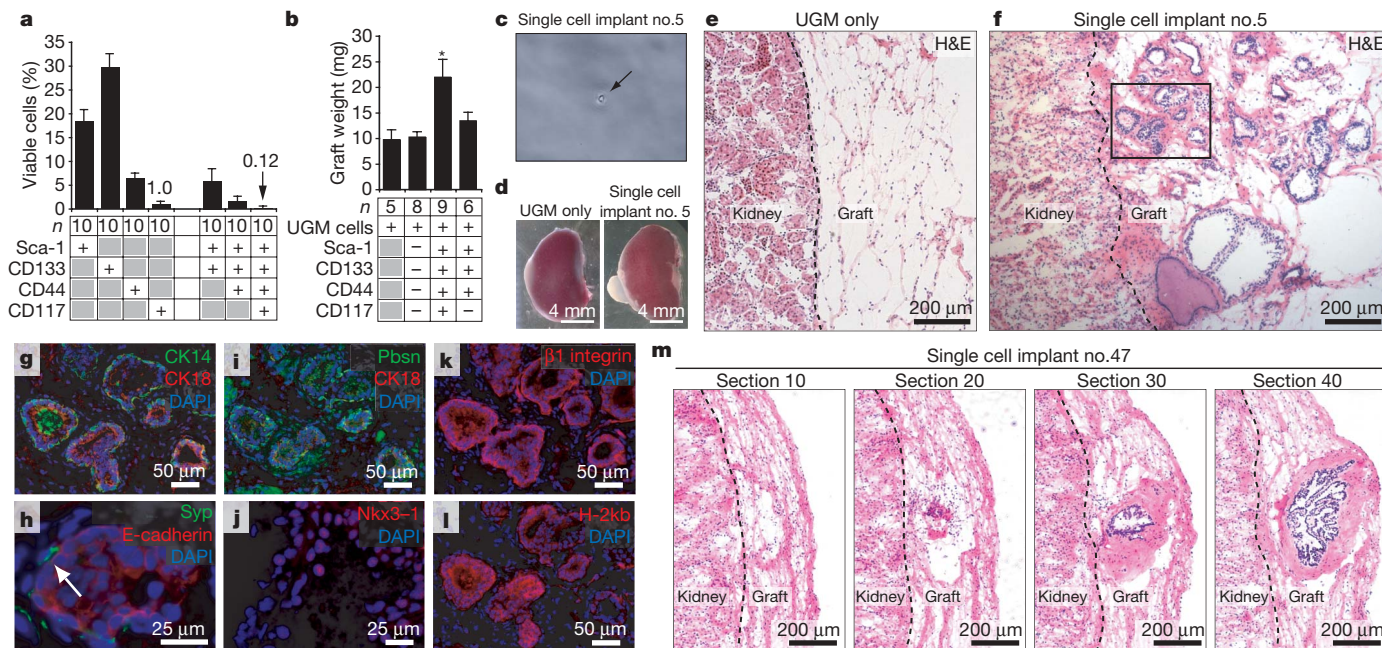 a
Viable cells (%)
35
30
25
20
15
10
5
0
1.0
0.12
n 10 10 10 10 10 10 10
Sca-1 + + + +
CD133 + + + +
CD44 + + +
CD117 + +
b
Graft weight (mg)
30
25
20
15
10
5
0
*
n 5 8 9 6
UGM cells + + + +
Sca-1 − + +
CD133 − + +
CD44 − + +
CD117 − + −
c
Single cell implant no.5
d
UGM only
Single cell
implant no. 5
4 mm
4 mm
e
UGM only
H&E
Kidney
Graft
200 μm
f
Single cell implant no.5
H&E
Kidney
Graft
200 μm
g
CK14
CK18
DAPI
50 μm
i
Pbsn
CK18
DAPI
50 μm
k
β1 integrin
DAPI
50 μm
h
Syp
E-cadherin
DAPI
25 μm
j
Nkx3–1
DAPI
25 μm
l
H-2kb
DAPI
50 μm
m
Single cell implant no.47
Section 10
Section 20
Section 30
Section 40
Kidney Graft
200 μm
Kidney Graft
200 μm
Kidney Graft
200 μm
Kidney Graft
200 μm